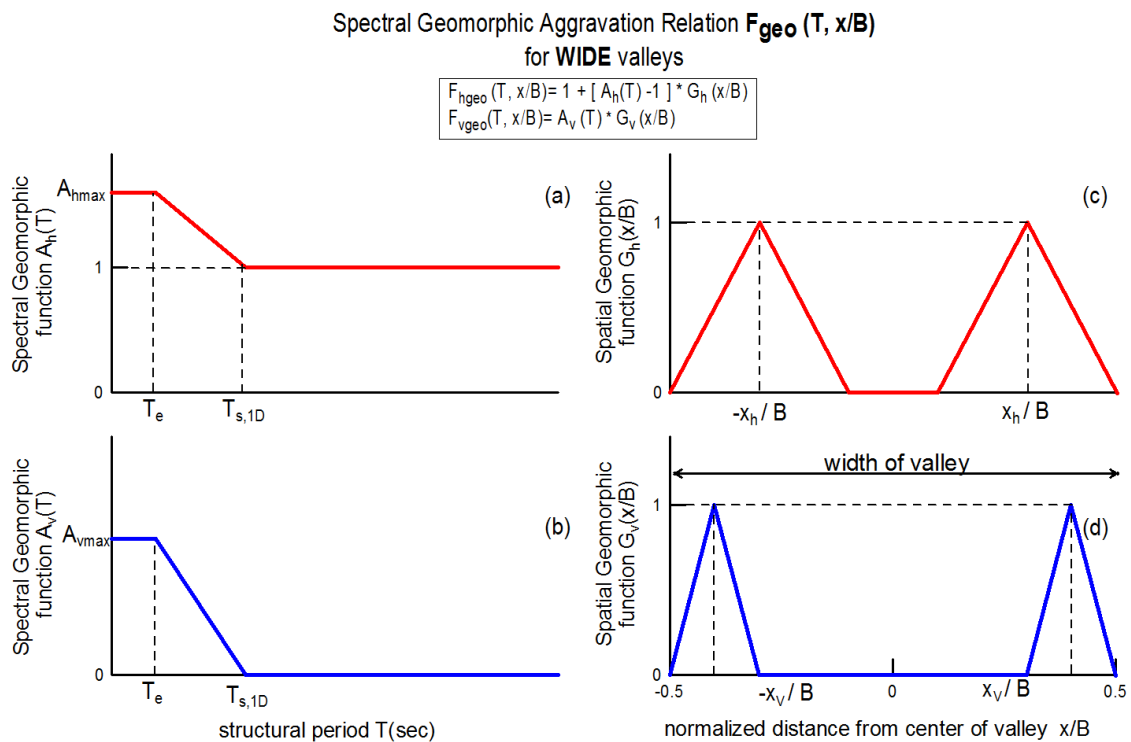 Spectral Geomorphic Aggravation Relation Fgeo (T, x/B)
for WIDE valleys
Fhgeo (T, x/B)= 1 + [ Ah(T) -1 ] * Gh (x/B)
Fvgeo(T, x/B)= Av (T) * Gv (x/B)
Spectral Geomorphic
function Ah(T)
Ahmax
1
0
(a)
Te
Ts,1D
Spatial Geomorphic
function Gh(x/B)
1
0
(c)
-xh / B
xh / B
Spectral Geomorphic
function Av(T)
Avmax
0
(b)
Te
Ts,1D
structural period T(sec)
Spatial Geomorphic
function Gv(x/B)
width of valley
1
0
(d)
-0.5
-xv / B
0
xv / B
0.5
normalized distance from center of valley x/B